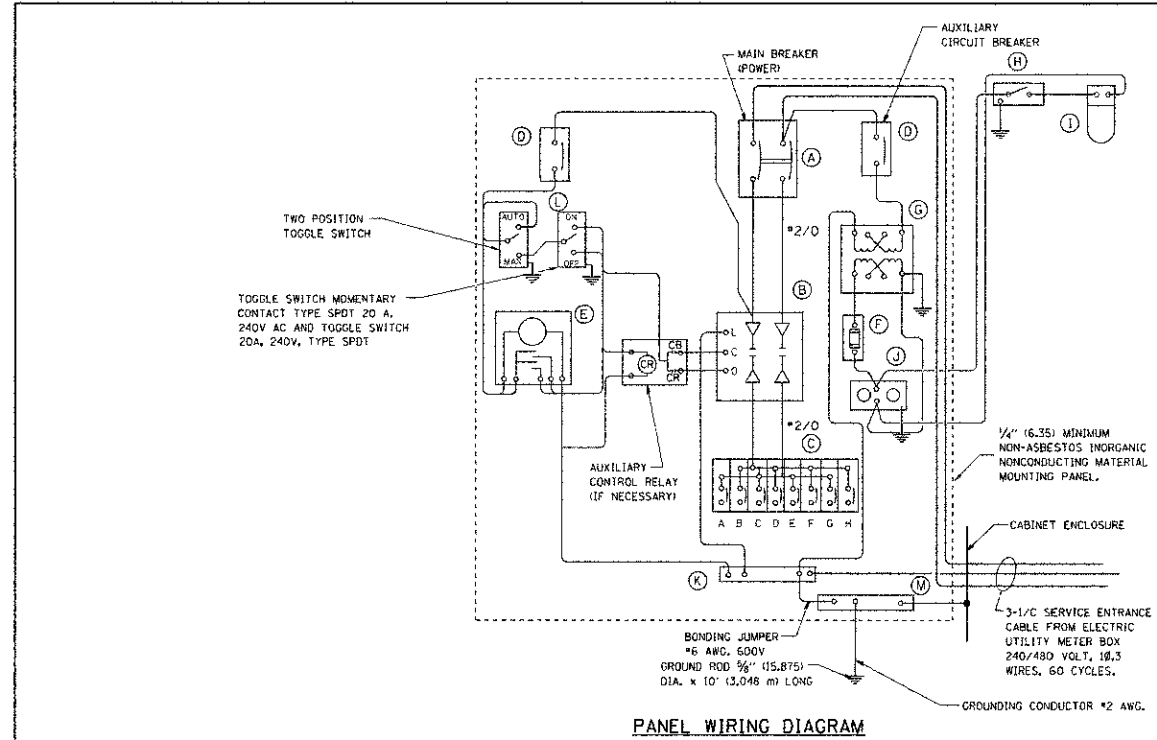 AUXILIARY
CIRCUIT BREAKER
MAIN BREAKER
(POWER)
H
I
D
A
D
L
G
AUTO
MAN
ON
OFF
TWO POSITION
TOGGLE SWITCH
#2/0
TOGGLE SWITCH MOMENTARY
CONTACT TYPE SPDT 20 A,
240V AC AND TOGGLE SWITCH
20A, 240V, TYPE SPDT
E
B
F
J
L
C
O
CR
CB
CR
#2/0
C
AUXILIARY
CONTROL RELAY
(IF NECESSARY)
A B C D E F G H
1/4" (6.35) MINIMUM
NON-ASBESTOS INORGANIC
NONCONDUCTING MATERIAL
MOUNTING PANEL.
CABINET ENCLOSURE
K
M
3-1/C SERVICE ENTRANCE
CABLE FROM ELECTRIC
UTILITY METER BOX
240/480 VOLT, 1Ø,3
WIRES, 60 CYCLES.
BONDING JUMPER
#6 AWG, 600V
GROUND ROD 5/8" (15.875)
DIA. x 10' (3.048 m) LONG
GROUNDING CONDUCTOR #2 AWG.
PANEL WIRING DIAGRAM